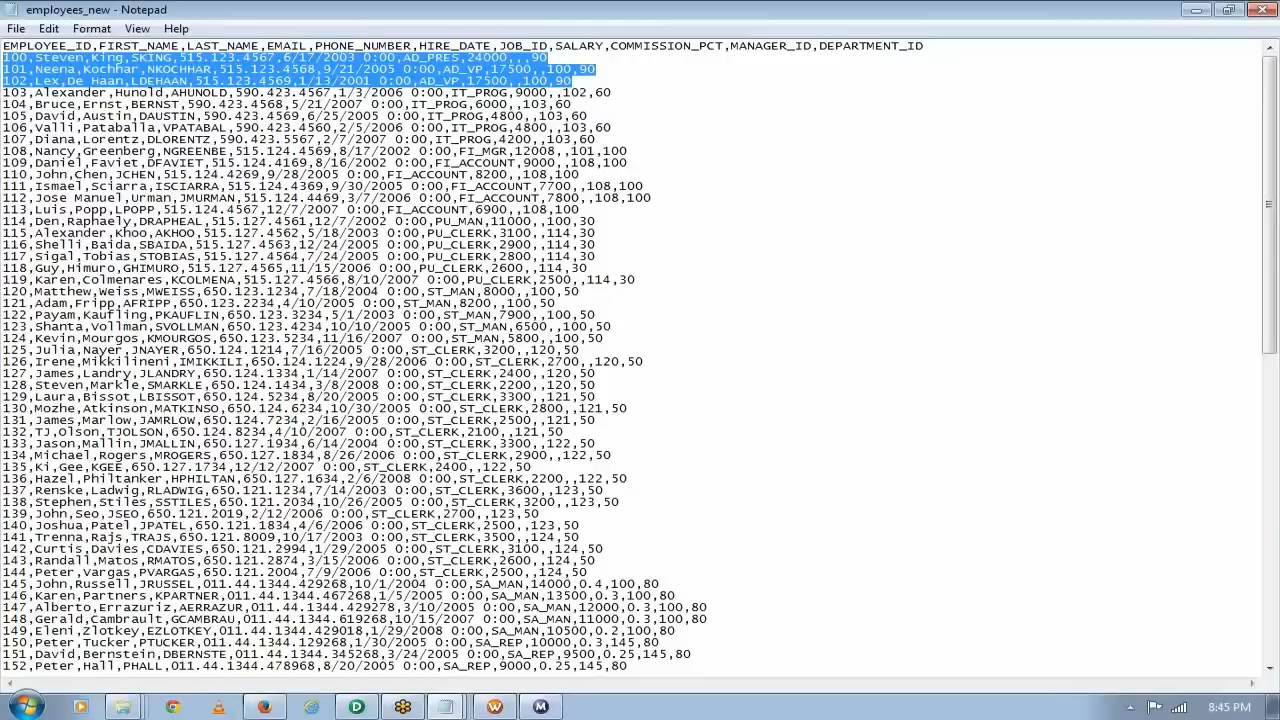 employees_new - Notepad
File Edit Format View Help
EMPLOYEE_ID,FIRST_NAME,LAST_NAME,EMAIL,PHONE_NUMBER,HIRE_DATE,JOB_ID,SALARY,COMMISSION_PCT,MANAGER_ID,DEPARTMENT_ID
100,Steven,King,SKING,515.123.4567,6/17/2003 0:00,AD_PRES,24000,,,90
101,Neena,Kochhar,NKOCHHAR,515.123.4568,9/21/2005 0:00,AD_VP,17500,,100,90
102,Lex,De Haan,LDEHAAN,515.123.4569,1/13/2001 0:00,AD_VP,17500,,100,90
103,Alexander,Hunold,AHUNOLD,590.423.4567,1/3/2006 0:00,IT_PROG,9000,,102,60
104,Bruce,Ernst,BERNST,590.423.4568,5/21/2007 0:00,IT_PROG,6000,,103,60
105,David,Austin,DAUSTIN,590.423.4569,6/25/2005 0:00,IT_PROG,4800,,103,60
106,Valli,Pataballa,VPATABAL,590.423.4560,2/5/2006 0:00,IT_PROG,4800,,103,60
107,Diana,Lorentz,DLORENTZ,590.423.5567,2/7/2007 0:00,IT_PROG,4200,,103,60
108,Nancy,Greenberg,NGREENBE,515.124.4569,8/17/2002 0:00,FI_MGR,12008,,101,100
109,Daniel,Faviet,DFAVIET,515.124.4169,8/16/2002 0:00,FI_ACCOUNT,9000,,108,100
110,John,Chen,JCHEN,515.124.4269,9/28/2005 0:00,FI_ACCOUNT,8200,,108,100
111,Ismael,Sciarra,ISCIARRA,515.124.4369,9/30/2005 0:00,FI_ACCOUNT,7700,,108,100
112,Jose Manuel,Urman,JMURMAN,515.124.4469,3/7/2006 0:00,FI_ACCOUNT,7800,,108,100
113,Luis,Popp,LPOPP,515.124.4567,12/7/2007 0:00,FI_ACCOUNT,6900,,108,100
114,Den,Raphaely,DRAPHEAL,515.127.4561,12/7/2002 0:00,PU_MAN,11000,,100,30
115,Alexander,Khoo,AKHOO,515.127.4562,5/18/2003 0:00,PU_CLERK,3100,,114,30
116,Shelli,Baida,SBAIDA,515.127.4563,12/24/2005 0:00,PU_CLERK,2900,,114,30
117,Sigal,Tobias,STOBIAS,515.127.4564,7/24/2005 0:00,PU_CLERK,2800,,114,30
118,Guy,Himuro,GHIMURO,515.127.4565,11/15/2006 0:00,PU_CLERK,2600,,114,30
119,Karen,Colmenares,KCOLMENA,515.127.4566,8/10/2007 0:00,PU_CLERK,2500,,114,30
120,Matthew,Weiss,MWEISS,650.123.1234,7/18/2004 0:00,ST_MAN,8000,,100,50
121,Adam,Fripp,AFRIPP,650.123.2234,4/10/2005 0:00,ST_MAN,8200,,100,50
122,Payam,Kaufling,PKAUFLIN,650.123.3234,5/1/2003 0:00,ST_MAN,7900,,100,50
123,Shanta,Vollman,SVOLLMAN,650.123.4234,10/10/2005 0:00,ST_MAN,6500,,100,50
124,Kevin,Mourgos,KMOURGOS,650.123.5234,11/16/2007 0:00,ST_MAN,5800,,100,50
125,Julia,Nayer,JNAYER,650.124.1214,7/16/2005 0:00,ST_CLERK,3200,,120,50
126,Irene,Mikkilineni,IMIKKILI,650.124.1224,9/28/2006 0:00,ST_CLERK,2700,,120,50
127,James,Landry,JLANDRY,650.124.1334,1/14/2007 0:00,ST_CLERK,2400,,120,50
128,Steven,Markle,SMARKLE,650.124.1434,3/8/2008 0:00,ST_CLERK,2200,,120,50
129,Laura,Bissot,LBISSOT,650.124.5234,8/20/2005 0:00,ST_CLERK,3300,,121,50
130,Mozhe,Atkinson,MATKINSO,650.124.6234,10/30/2005 0:00,ST_CLERK,2800,,121,50
131,James,Marlow,JAMRLOW,650.124.7234,2/16/2005 0:00,ST_CLERK,2500,,121,50
132,TJ,Olson,TJOLSON,650.124.8234,4/10/2007 0:00,ST_CLERK,2100,,121,50
133,Jason,Mallin,JMALLIN,650.127.1934,6/14/2004 0:00,ST_CLERK,3300,,122,50
134,Michael,Rogers,MROGERS,650.127.1834,8/26/2006 0:00,ST_CLERK,2900,,122,50
135,Ki,Gee,KGEE,650.127.1734,12/12/2007 0:00,ST_CLERK,2400,,122,50
136,Hazel,Philtanker,HPHILTAN,650.127.1634,2/6/2008 0:00,ST_CLERK,2200,,122,50
137,Renske,Ladwig,RLADWIG,650.121.1234,7/14/2003 0:00,ST_CLERK,3600,,123,50
138,Stephen,Stiles,SSTILES,650.121.2034,10/26/2005 0:00,ST_CLERK,3200,,123,50
139,John,Seo,JSEO,650.121.2019,2/12/2006 0:00,ST_CLERK,2700,,123,50
140,Joshua,Patel,JPATEL,650.121.1834,4/6/2006 0:00,ST_CLERK,2500,,123,50
141,Trenna,Rajs,TRAJS,650.121.8009,10/17/2003 0:00,ST_CLERK,3500,,124,50
142,Curtis,Davies,CDAVIES,650.121.2994,1/29/2005 0:00,ST_CLERK,3100,,124,50
143,Randall,Matos,RMATOS,650.121.2874,3/15/2006 0:00,ST_CLERK,2600,,124,50
144,Peter,Vargas,PVARGAS,650.121.2004,7/9/2006 0:00,ST_CLERK,2500,,124,50
145,John,Russell,JRUSSEL,011.44.1344.429268,10/1/2004 0:00,SA_MAN,14000,0.4,100,80
146,Karen,Partners,KPARTNER,011.44.1344.467268,1/5/2005 0:00,SA_MAN,13500,0.3,100,80
147,Alberto,Errazuriz,AERRAZUR,011.44.1344.429278,3/10/2005 0:00,SA_MAN,12000,0.3,100,80
148,Gerald,Cambrault,GCAMBRAU,011.44.1344.619268,10/15/2007 0:00,SA_MAN,11000,0.3,100,80
149,Eleni,Zlotkey,EZLOTKEY,011.44.1344.429018,1/29/2008 0:00,SA_MAN,10500,0.2,100,80
150,Peter,Tucker,PTUCKER,011.44.1344.129268,1/30/2005 0:00,SA_REP,10000,0.3,145,80
151,David,Bernstein,DBERNSTE,011.44.1344.345268,3/24/2005 0:00,SA_REP,9500,0.25,145,80
152,Peter,Hall,PHALL,011.44.1344.478968,8/20/2005 0:00,SA_REP,9000,0.25,145,80
D W M 8:45 PM